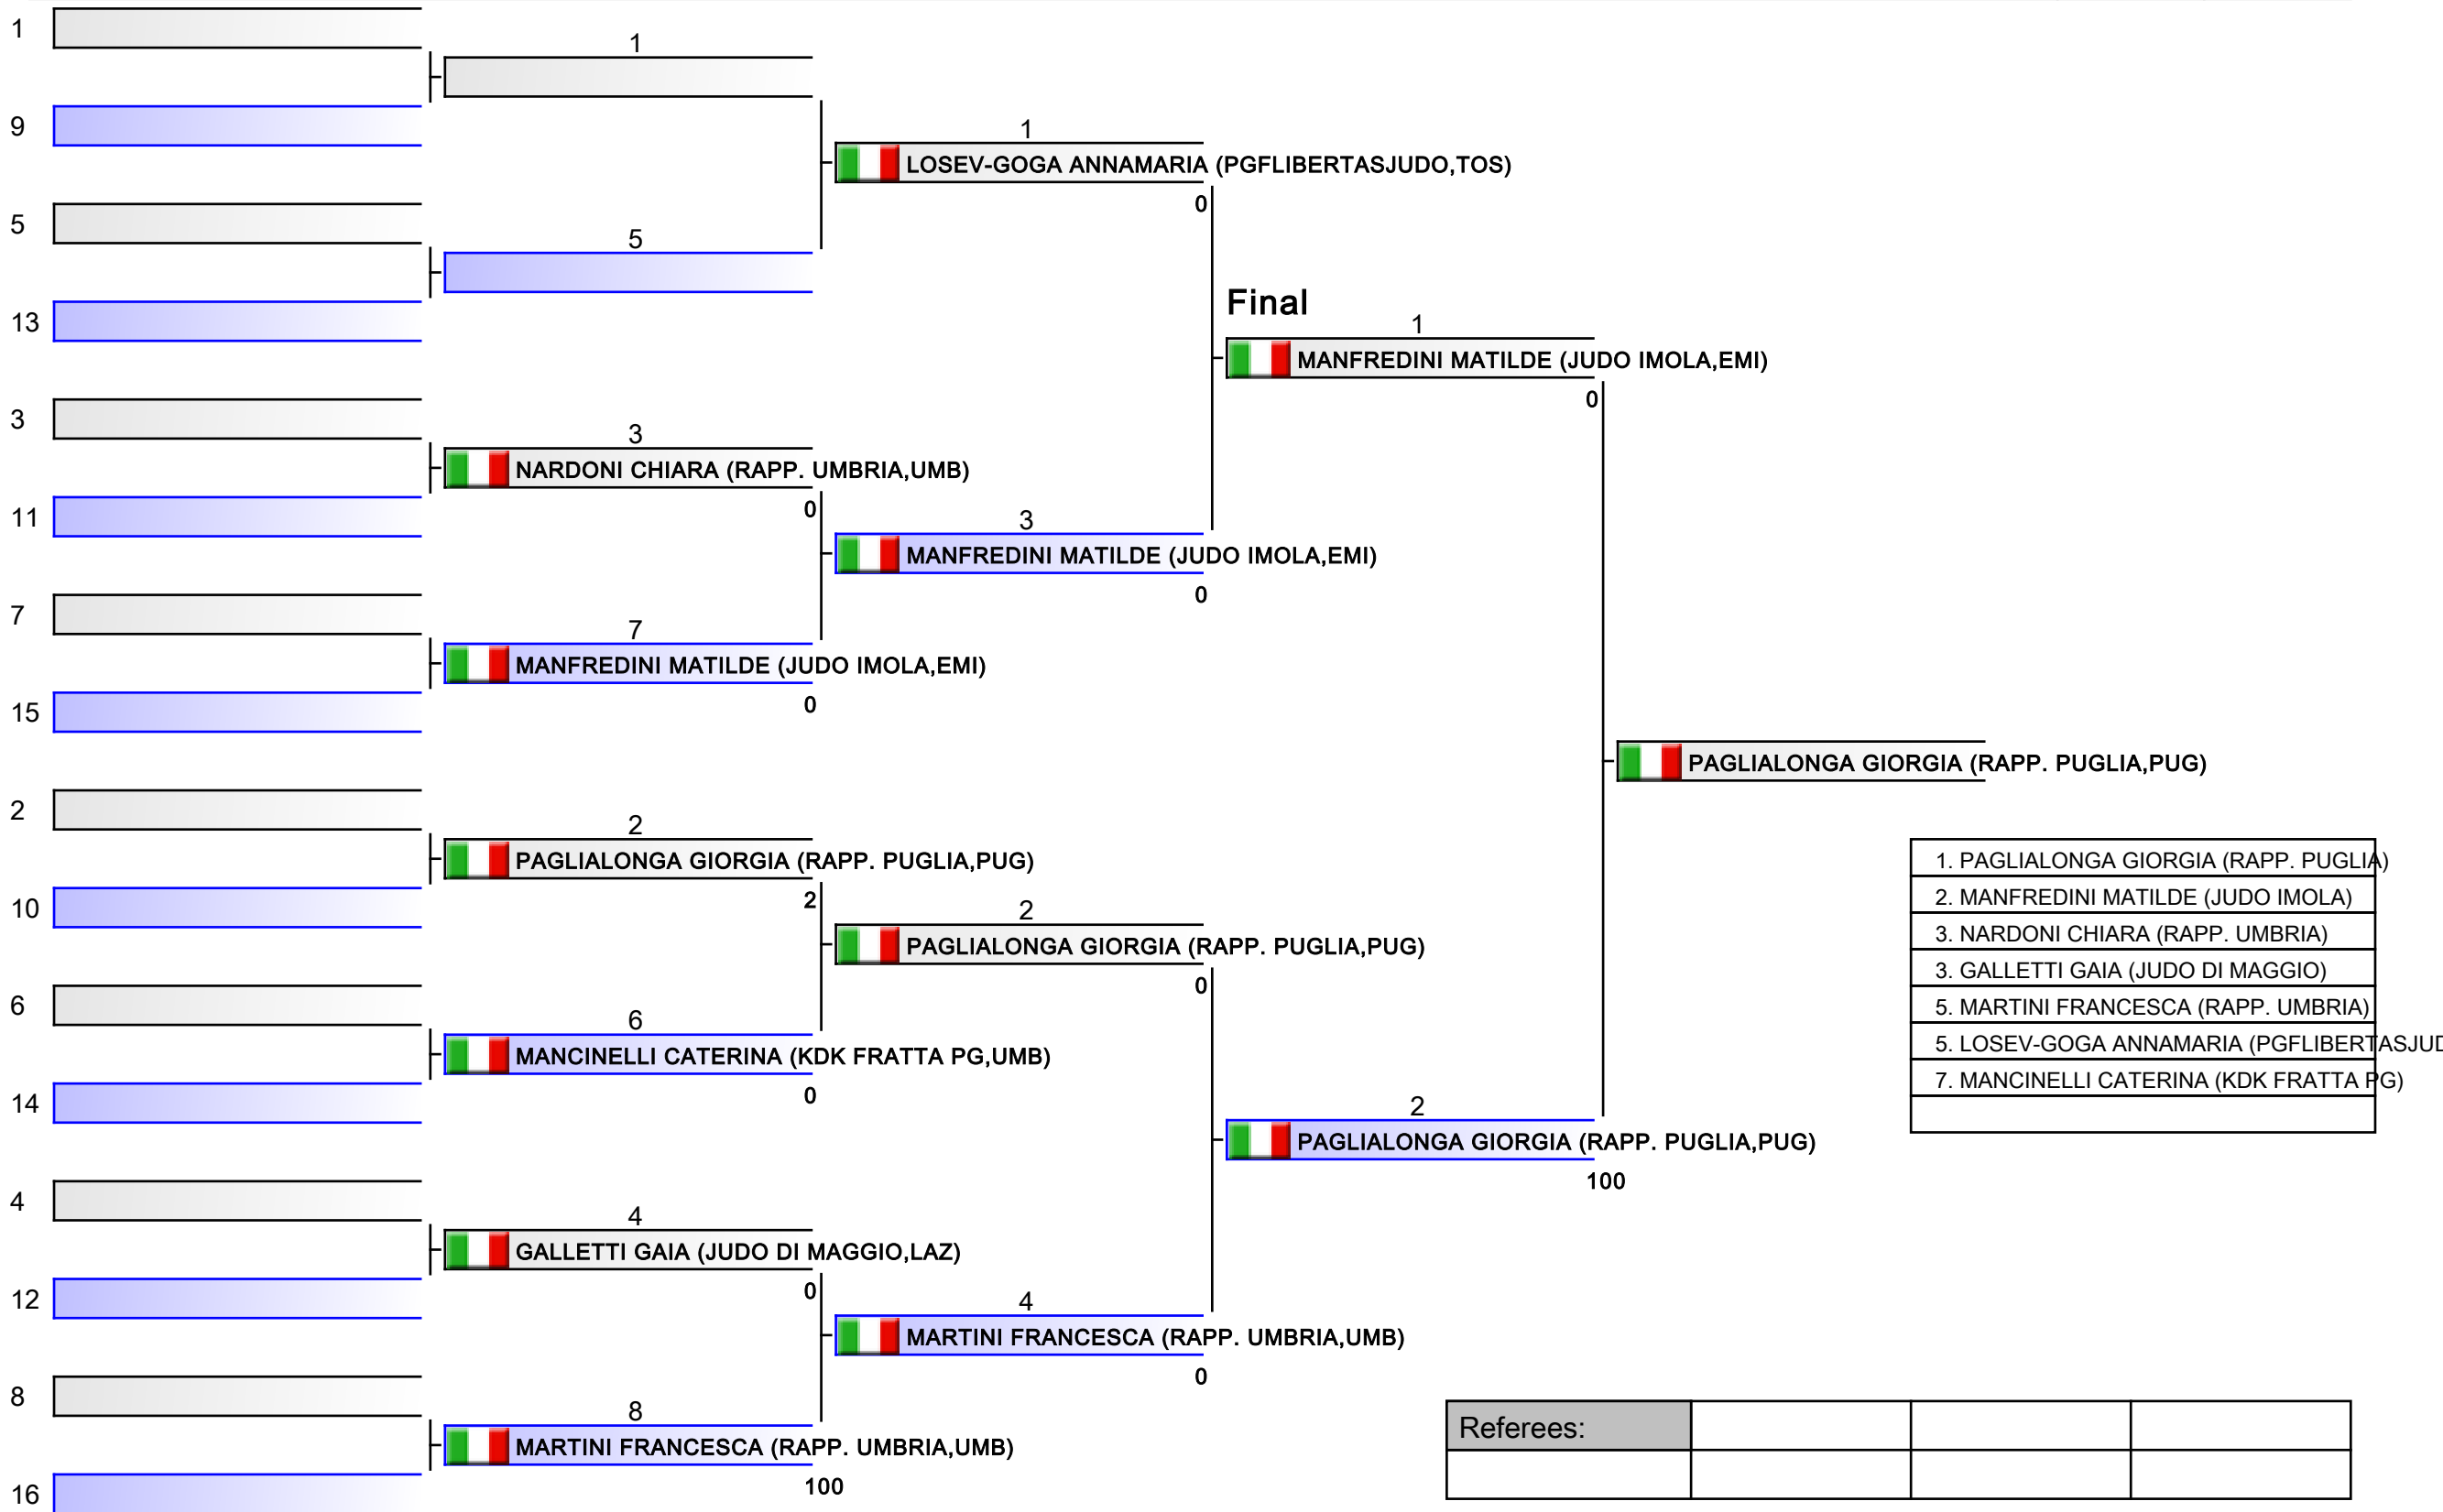 1
1
9
1
LOSEV-GOGA ANNAMARIA (PGFLIBERTASJUDO,TOS)
0
5
5
13
Final
1
MANFREDINI MATILDE (JUDO IMOLA,EMI)
0
3
3
NARDONI CHIARA (RAPP. UMBRIA,UMB)
0
11
3
MANFREDINI MATILDE (JUDO IMOLA,EMI)
0
7
7
MANFREDINI MATILDE (JUDO IMOLA,EMI)
0
15
PAGLIALONGA GIORGIA (RAPP. PUGLIA,PUG)
2
2
PAGLIALONGA GIORGIA (RAPP. PUGLIA,PUG)
2
10
2
PAGLIALONGA GIORGIA (RAPP. PUGLIA,PUG)
0
6
6
MANCINELLI CATERINA (KDK FRATTA PG,UMB)
0
14
2
PAGLIALONGA GIORGIA (RAPP. PUGLIA,PUG)
100
1. PAGLIALONGA GIORGIA (RAPP. PUGLIA)
2. MANFREDINI MATILDE (JUDO IMOLA)
3. NARDONI CHIARA (RAPP. UMBRIA)
3. GALLETTI GAIA (JUDO DI MAGGIO)
5. MARTINI FRANCESCA (RAPP. UMBRIA)
5. LOSEV-GOGA ANNAMARIA (PGFLIBERTASJUD
7. MANCINELLI CATERINA (KDK FRATTA PG)
4
4
GALLETTI GAIA (JUDO DI MAGGIO,LAZ)
0
12
4
MARTINI FRANCESCA (RAPP. UMBRIA,UMB)
0
8
8
MARTINI FRANCESCA (RAPP. UMBRIA,UMB)
100
16
Referees: